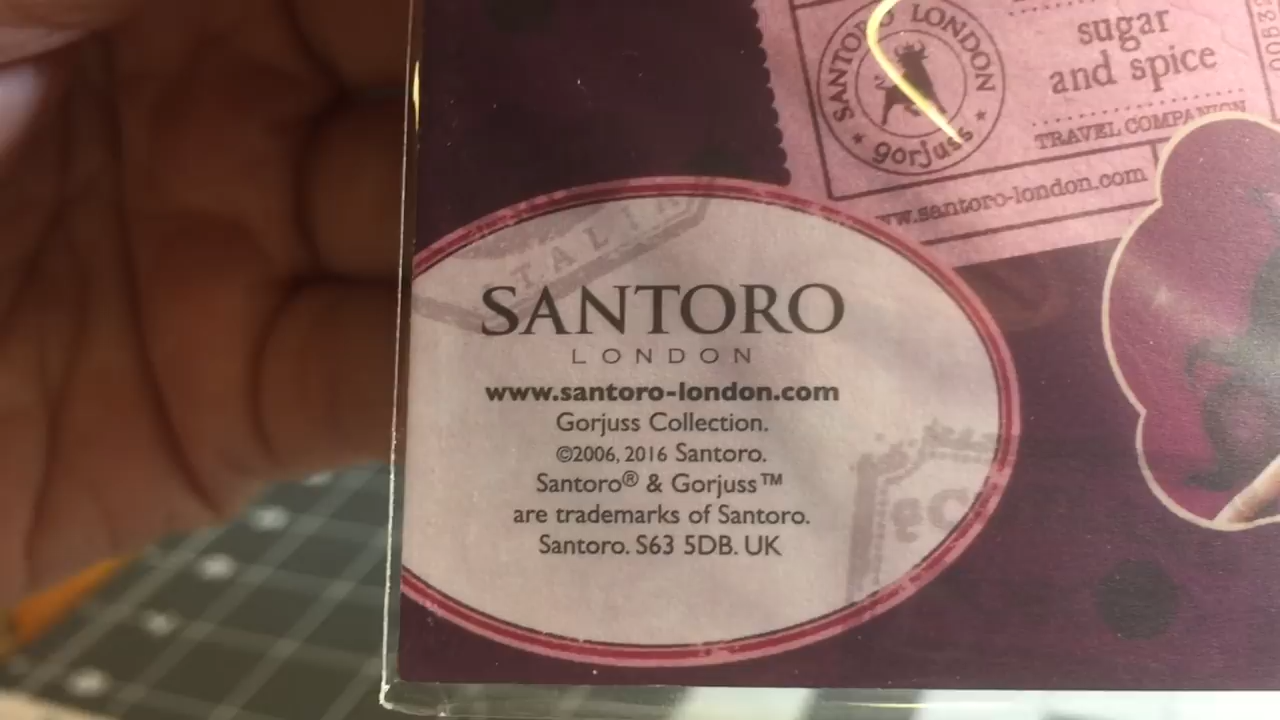 SANTORO LONDON
gorjuss
sugar
and spice
TRAVEL COMPANION
www.santoro-london.com
TALIA
SANTORO
LONDON
www.santoro-london.com
Gorjuss Collection.
©2006, 2016 Santoro.
Santoro® & Gorjuss™
are trademarks of Santoro.
Santoro. S63 5DB. UK